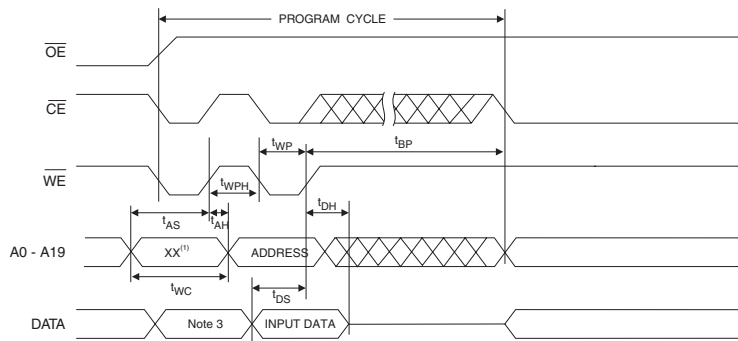 PROGRAM CYCLE
OE
CE
tWP
tBP
WE
tWPH
tDH
tAS
tAH
A0 - A19
XX(1)
ADDRESS
tWC
tDS
DATA
Note 3
INPUT DATA